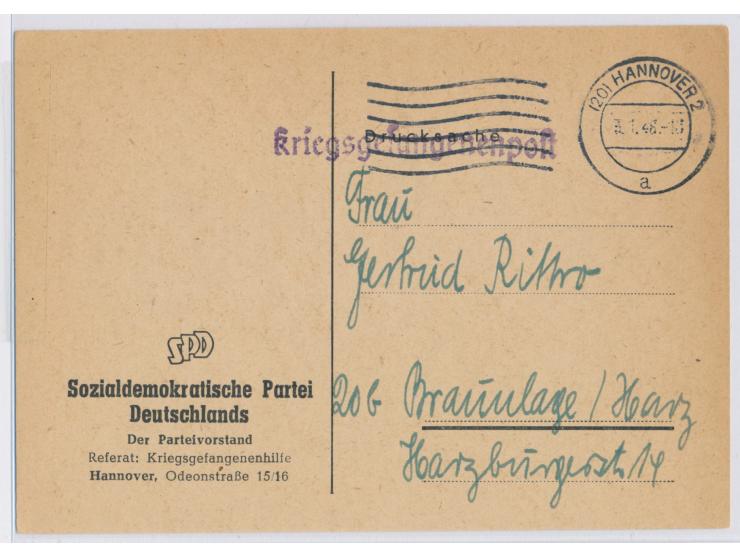 (20) HANNOVER 2
a
Drucksache
Kriegsgefangenenpost
Frau
Gertrud
20b Braunlage / Harz
Harzburgerstr 14
SPD
Sozialdemokratische Partei
Deutschlands
Der Parteivorstand
Referat: Kriegsgefangenenhilfe
Hannover, Odeonstraße 15/16